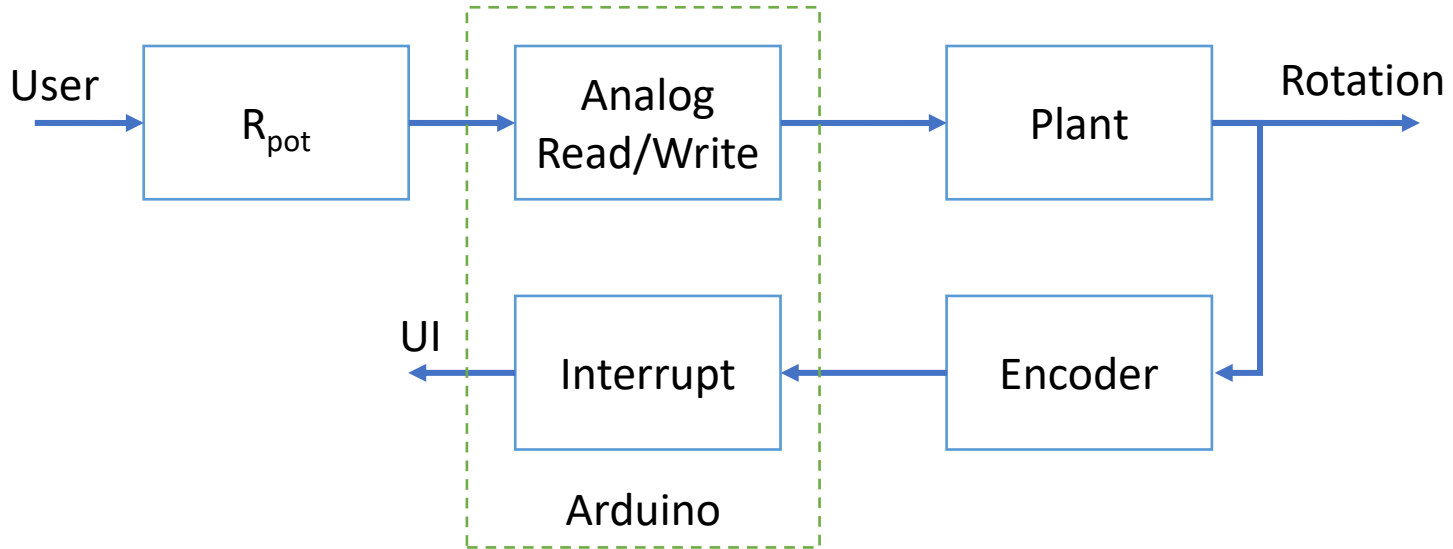 User
R_pot
Analog
Read/Write
Plant
Rotation
UI
Interrupt
Encoder
Arduino